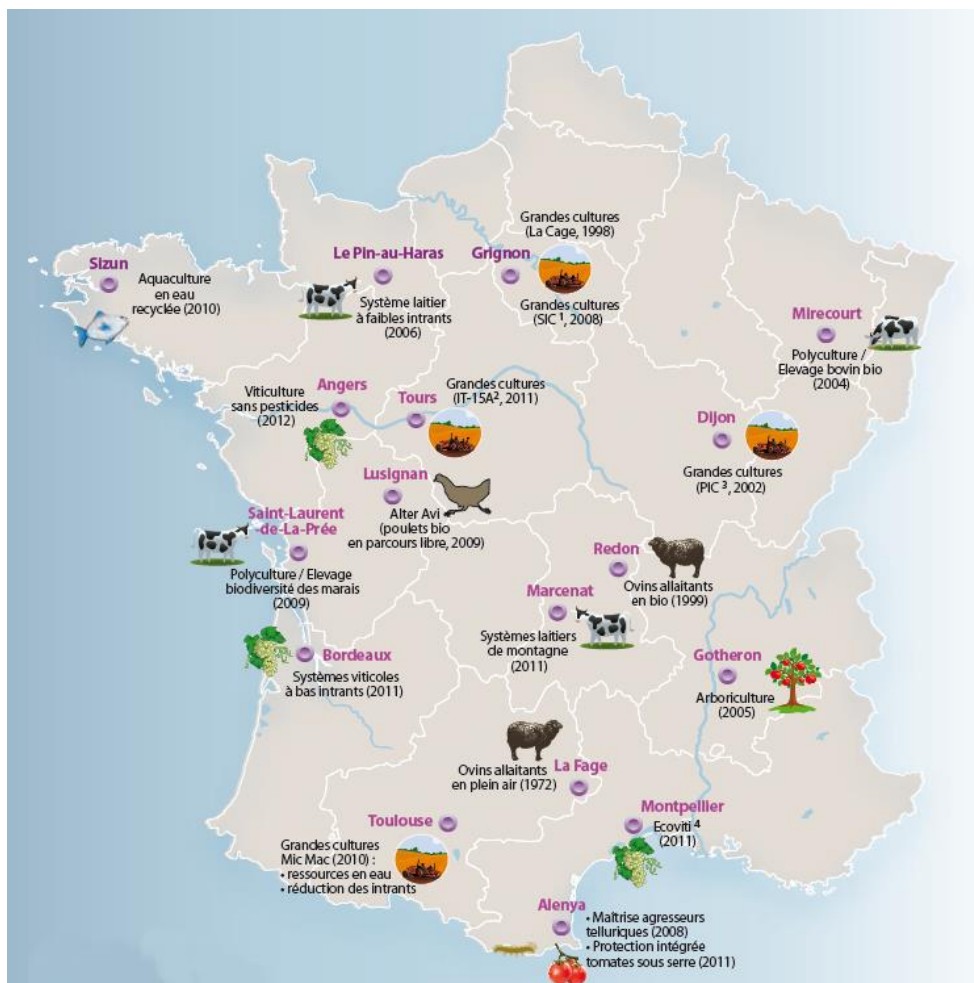 Grandes cultures
(La Cage, 1998)
Sizun
Aquaculture
en eau
recyclée (2010)
Le Pin-au-Haras
Système laitier
à faibles intrants
(2006)
Grignon
Grandes cultures
(SIC 1, 2008)
Mirecourt
Polyculture /
Elevage bovin bio
(2004)
Viticulture
sans pesticides
(2012)
Angers
Tours
Grandes cultures
(IT-15A2, 2011)
Dijon
Grandes cultures
(PIC 3, 2002)
Lusignan
Alter Avi
(poulets bio
en parcours libre, 2009)
Saint-Laurent
-de-La-Prée
Polyculture / Elevage
biodiversité des marais
(2009)
Redon
Ovins allaitants
en bio (1999)
Marcenat
Systèmes laitiers
de montagne
(2011)
Bordeaux
Systèmes viticoles
à bas intrants (2011)
Gotheron
Arboriculture
(2005)
Ovins allaitants
en plein air (1972)
La Fage
Toulouse
Grandes cultures
Mic Mac (2010) :
• ressources en eau
• réduction des intrants
Montpellier
Ecoviti 4
(2011)
Alenya
• Maîtrise agresseurs
telluriques (2008)
• Protection intégrée
tomates sous serre (2011)